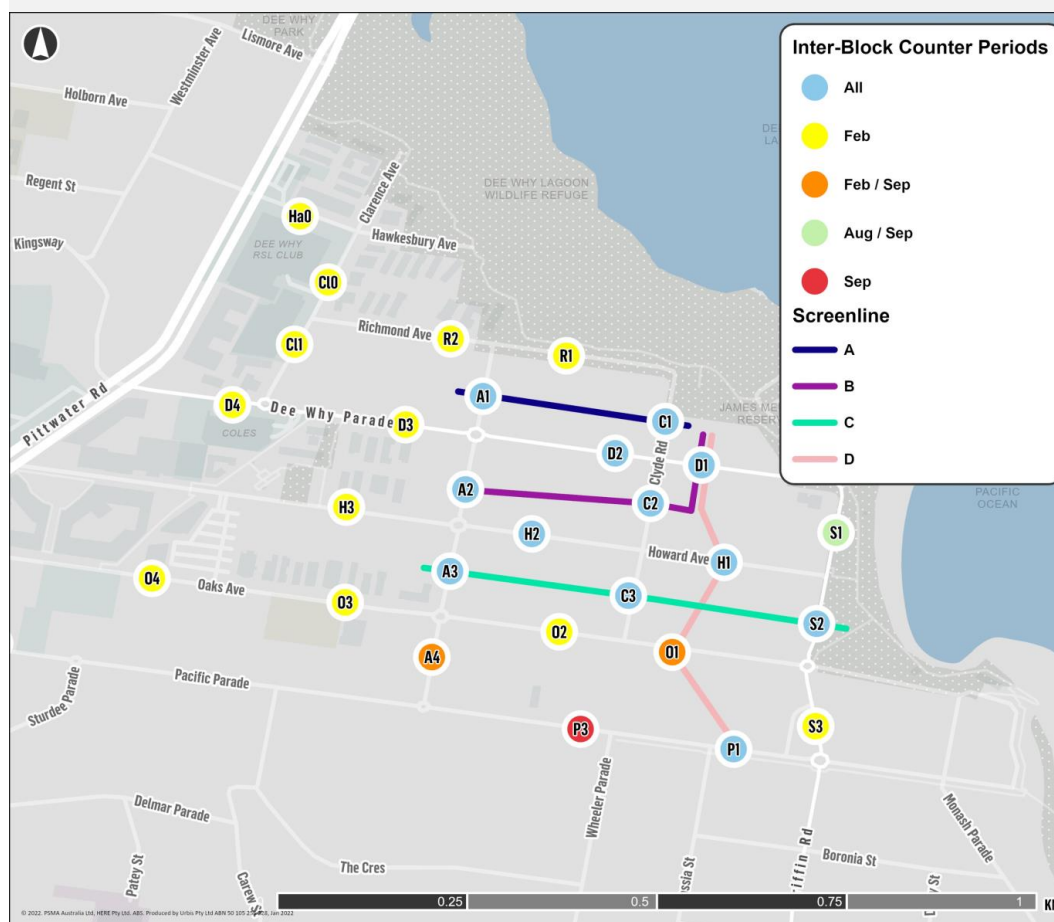 DEE WHY
PARK
Lismore Ave
Westminster Ave
Holborn Ave
Regent St
Kingsway
Clarence Ave
DEE WHY LAGOON
WILDLIFE REFUGE
Ha0
DEE WHY
RSL CLUB
Hawkesbury Ave
Cl0
Richmond Ave
R2
R1
Cl1
Pittwater Rd
D4
COLES
Dee Why Parade
D3
A1
C1
D2
Clyde Rd
D1
A2
C2
H3
H2
Howard Ave
H1
S1
PACIFIC
OCEAN
O4
Oaks Ave
O3
A3
C3
S2
O2
O1
A4
Pacific Parade
Sturdee Parade
P3
P1
S3
Wheeler Parade
Delmar Parade
Patey St
Carew St
The Cres
Boronia St
Monash Parade
Inter-Block Counter Periods
All
Feb
Feb / Sep
Aug / Sep
Sep
Screenline
A
B
C
D
0.25
0.5
0.75
1